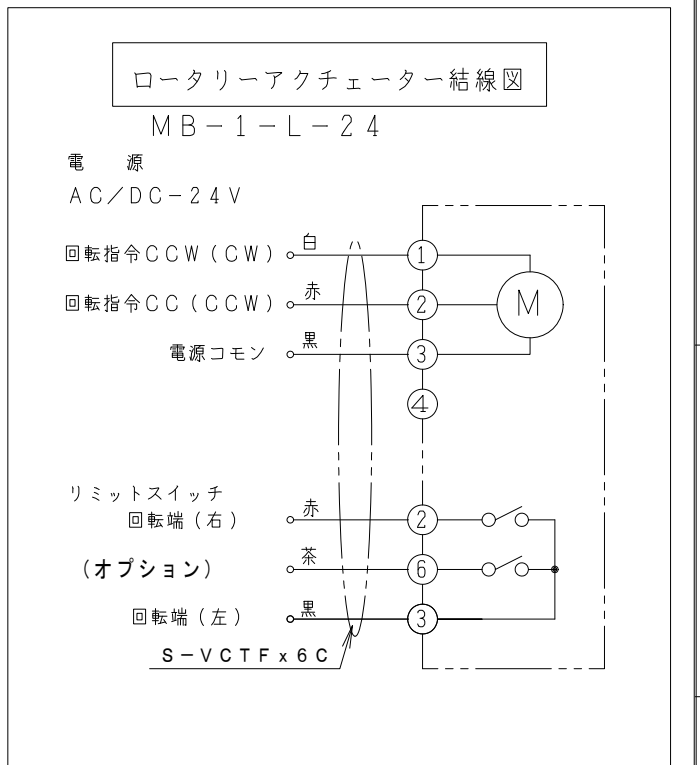 ロータリーアクチェーター結線図
MB-1-L-24
電 源
AC/DC-24V
回転指令CCW(CW) 白 1
回転指令CC(CCW) 赤 2 M
電源コモン 黒 3
4
リミットスイッチ
回転端(右) 赤 2
(オプション) 茶 6
回転端(左) 黒 3
S-VCTFx6C